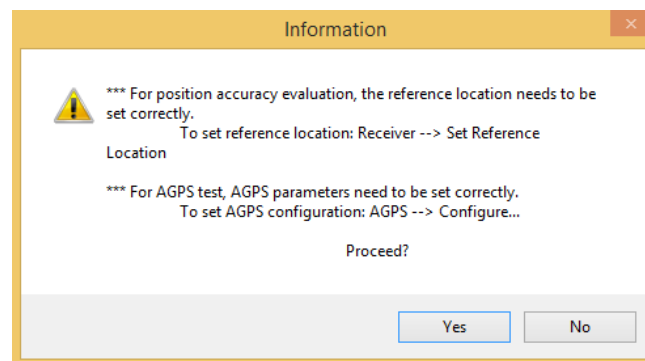 Information
*** For position accuracy evaluation, the reference location needs to be
set correctly.
To set reference location: Receiver --> Set Reference
Location
*** For AGPS test, AGPS parameters need to be set correctly.
To set AGPS configuration: AGPS --> Configure...
Proceed?
Yes No